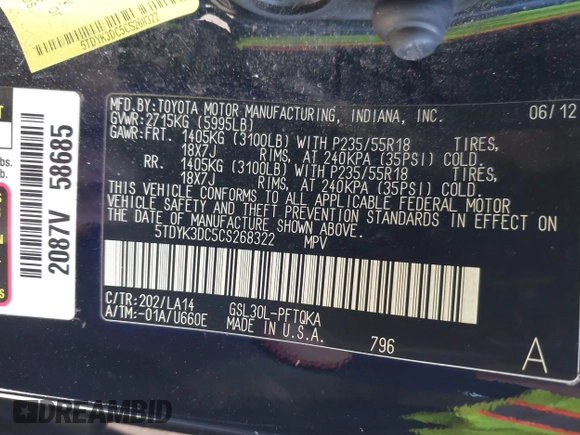 5TDYK3DC5CS268322
2087V 58685
MFD.BY:TOYOTA MOTOR MANUFACTURING, INDIANA, INC. 06/12
GVWR:2715KG (5995LB)
GAWR:FRT. 1405KG (3100LB) WITH P235/55R18 TIRES,
18X7J RIMS, AT 240KPA (35PSI) COLD.
RR. 1405KG (3100LB) WITH P235/55R18 TIRES,
18X7J RIMS, AT 240KPA (35PSI) COLD.
THIS VEHICLE CONFORMS TO ALL APPLICABLE FEDERAL MOTOR
VEHICLE SAFETY AND THEFT PREVENTION STANDARDS IN EFFECT ON
THE DATE OF MANUFACTURE SHOWN ABOVE.
5TDYK3DC5CS268322 MPV
C/TR:202/LA14 GSL30L-PFTQKA
A/TM:-01A/U660E MADE IN U.S.A.
796
A
DREAMBID